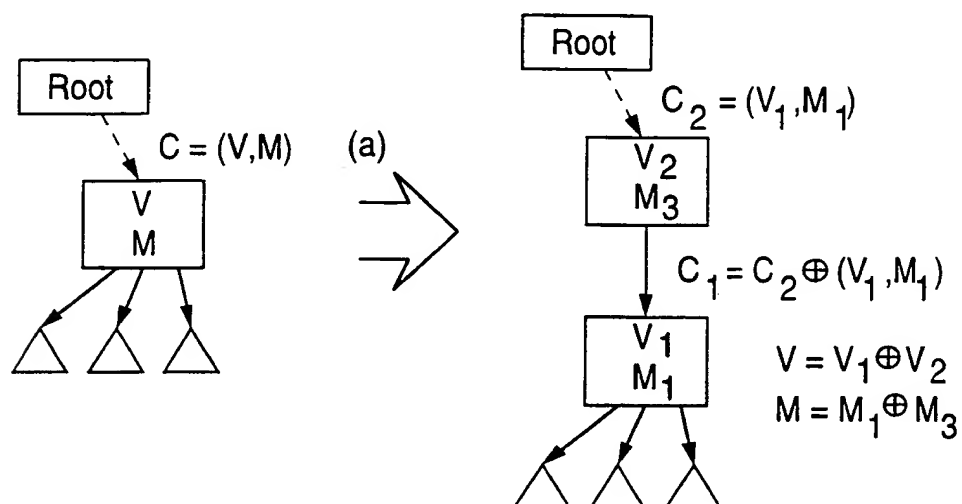 Root
C = (V,M)
V
M
(a)
Root
C₂ = (V₁,M₁)
V₂
M₃
C₁ = C₂ ⊕ (V₁,M₁)
V₁
M₁
V = V₁⊕V₂
M = M₁⊕M₃